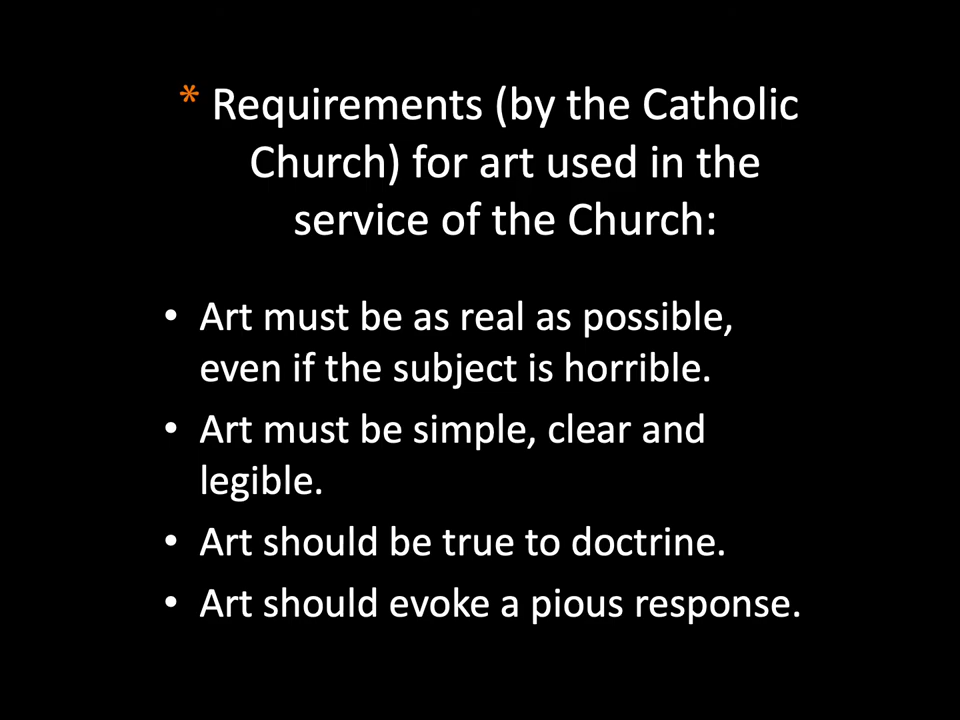 * Requirements (by the Catholic
Church) for art used in the
service of the Church:
• Art must be as real as possible,
even if the subject is horrible.
• Art must be simple, clear and
legible.
• Art should be true to doctrine.
• Art should evoke a pious response.